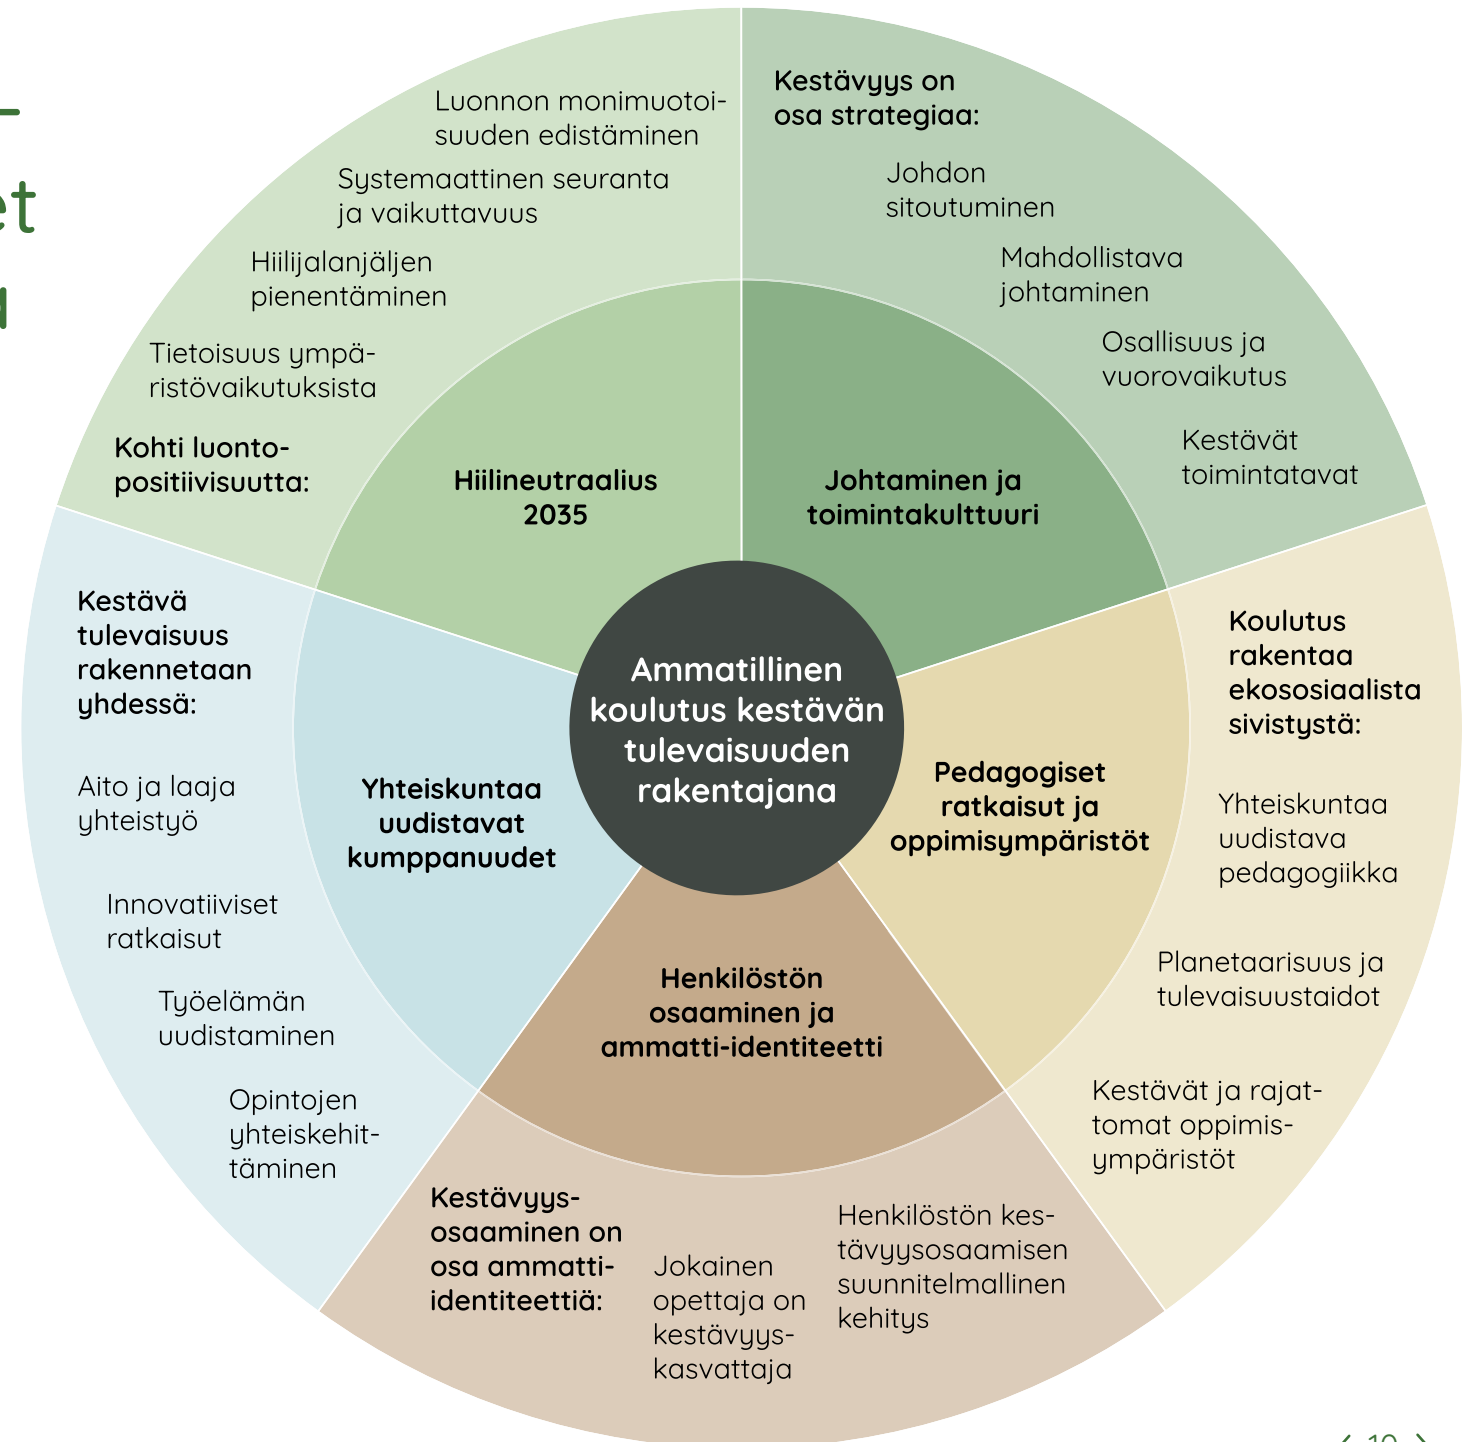 et
Luonnon monimuotoi-
suuden edistäminen
Systemaattinen seuranta
ja vaikuttavuus
Hiilijalanjäljen
pienentäminen
Tietoisuus ympä-
ristövaikutuksista
Kohti luonto-
positiivisuutta:
Hiilineutraalius
2035
Kestävyys on
osa strategiaa:
Johdon
sitoutuminen
Mahdollistava
johtaminen
Osallisuus ja
vuorovaikutus
Kestävät
toimintatavat
Johtaminen ja
toimintakulttuuri
Ammatillinen
koulutus kestävän
tulevaisuuden
rakentajana
Koulutus
rakentaa
ekososiaalista
sivistystä:
Yhteiskuntaa
uudistava
pedagogiikka
Planetaarisuus ja
tulevaisuustaidot
Kestävät ja rajat-
tomat oppimis-
ympäristöt
Pedagogiset
ratkaisut ja
oppimisympäristöt
Kestävä
tulevaisuus
rakennetaan
yhdessä:
Aito ja laaja
yhteistyö
Innovatiiviset
ratkaisut
Työelämän
uudistaminen
Opintojen
yhteiskehit-
täminen
Yhteiskuntaa
uudistavat
kumppanuudet
Henkilöstön
osaaminen ja
ammatti-identiteetti
Kestävyys-
osaaminen on
osa ammatti-
identiteettiä:
Jokainen
opettaja on
kestävyys-
kasvattaja
Henkilöstön kes-
tävyysosaamisen
suunnitelmallinen
kehitys